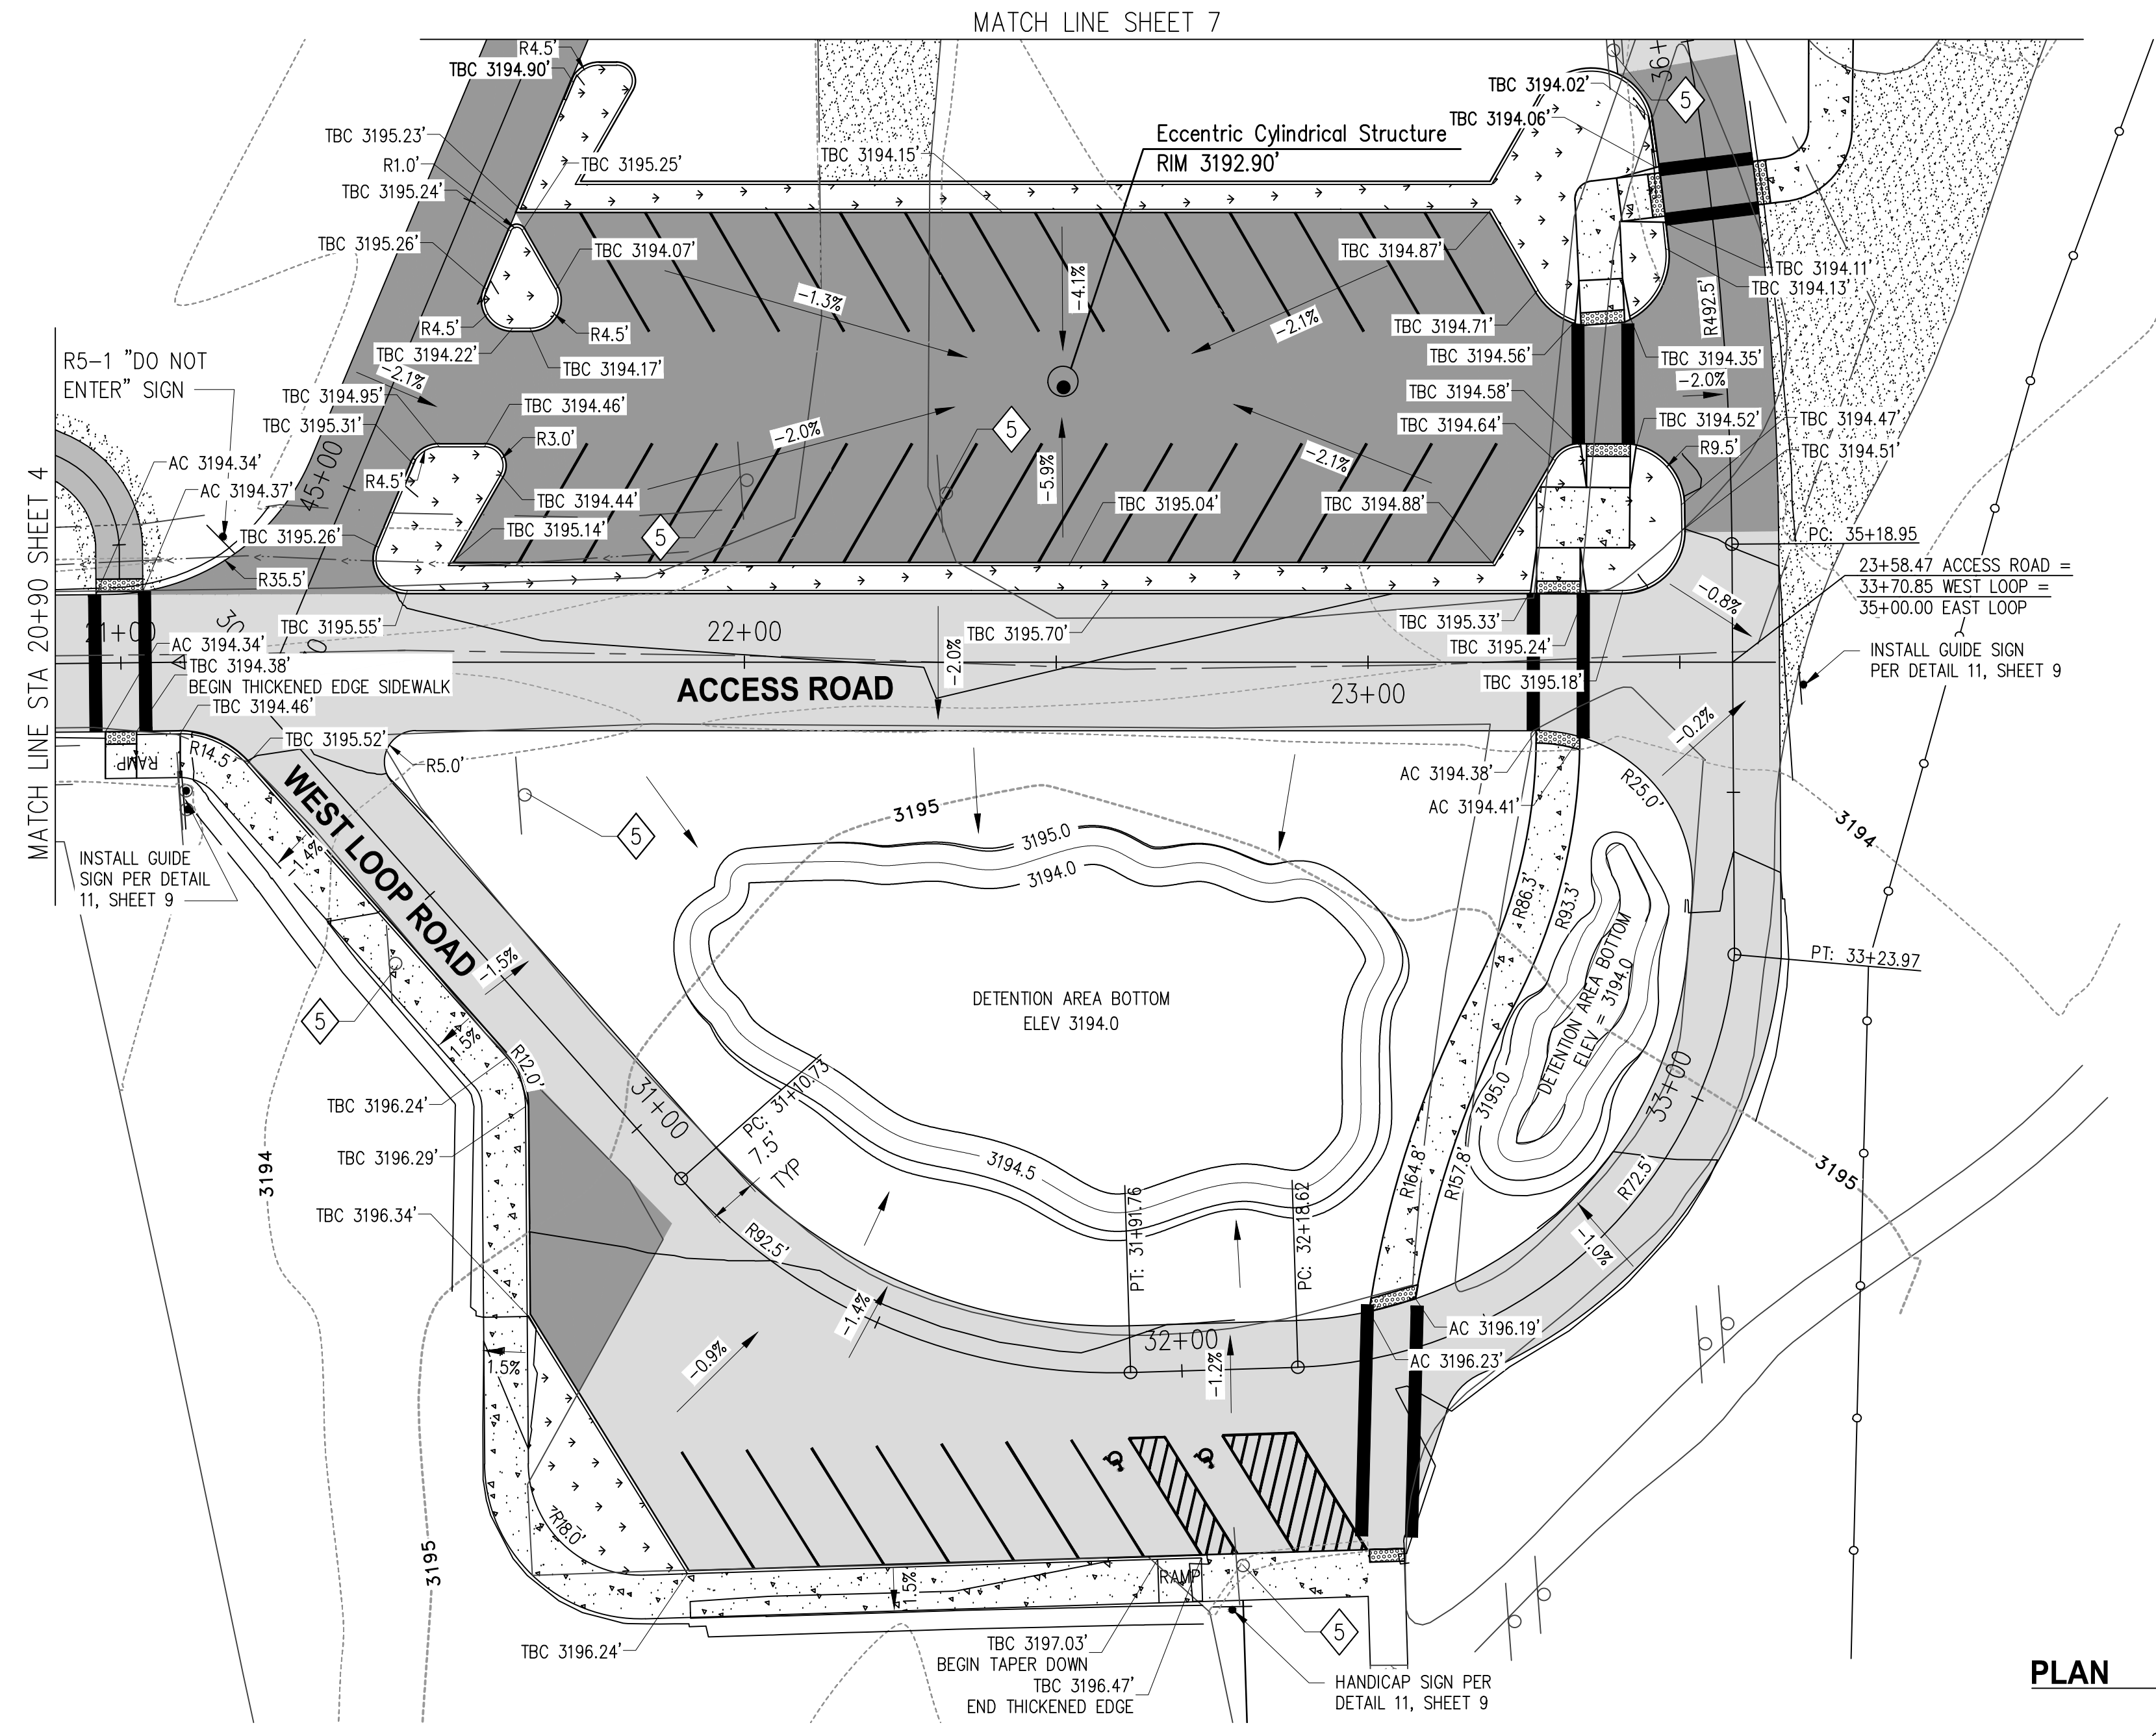 MATCH LINE SHEET 7
R4.5'
TBC 3194.90'
TBC 3195.23'
R1.0'
TBC 3195.24'
TBC 3195.25'
TBC 3194.15'
Eccentric Cylindrical Structure
RIM 3192.90'
TBC 3194.02'
TBC 3194.06'
36+
5
TBC 3195.26'
TBC 3194.07'
-1.3%
-4.1%
TBC 3194.87'
-2.1%
R492.5'
TBC 3194.11'
TBC 3194.13'
R4.5'
R4.5'
TBC 3194.22'
TBC 3194.17'
TBC 3194.71'
TBC 3194.56'
TBC 3194.35'
R5-1 "DO NOT
ENTER" SIGN
-2.1%
TBC 3194.95'
TBC 3194.46'
TBC 3195.31'
R3.0'
-2.0%
5
TBC 3194.58'
-2.0%
TBC 3194.64'
TBC 3194.52'
TBC 3194.47'
R9.5'
TBC 3194.51'
AC 3194.34'
AC 3194.37'
45+00
R4.5'
TBC 3194.44'
TBC 3195.14'
-5.9%
-2.1%
TBC 3195.04'
TBC 3194.88'
5
TBC 3195.26'
R35.5'
MATCH LINE STA 20+90 SHEET 4
PC: 35+18.95
23+58.47 ACCESS ROAD =
33+70.85 WEST LOOP =
35+00.00 EAST LOOP
-0.8%
INSTALL GUIDE SIGN
PER DETAIL 11, SHEET 9
21+00
30
0
TBC 3195.55'
22+00
-2.0%
TBC 3195.70'
TBC 3195.33'
TBC 3195.24'
AC 3194.34'
TBC 3194.38'
BEGIN THICKENED EDGE SIDEWALK
TBC 3194.46'
ACCESS ROAD
23+00
TBC 3195.18'
-0.2%
R14.5'
TBC 3195.52'
R5.0'
RAMP
AC 3194.38'
AC 3194.41'
R25.0'
WEST LOOP ROAD
3195
5
3195.0
3194.0
3194
INSTALL GUIDE
SIGN PER DETAIL
11, SHEET 9
1.4%
-1.5%
R86.3'
R93.3'
DETENTION AREA BOTTOM
ELEV = 3194.0
PT: 33+23.97
DETENTION AREA BOTTOM
ELEV 3194.0
5
1.5%
R12.0'
31+00
PC: 31+10.73
7.5'
TYP
3195.0
33+00
TBC 3196.24'
TBC 3196.29'
3194
3194.5
R164.8'
R157.8'
R72.5'
3195
TBC 3196.34'
R92.5'
PT: 31+91.76
PC: 32+18.62
-1.0%
-1.4%
32+00
AC 3196.19'
AC 3196.23'
-0.9%
-1.2%
1.5%
R18.0'
3195
1.5%
RAMP
5
TBC 3196.24'
TBC 3197.03'
BEGIN TAPER DOWN
TBC 3196.47'
END THICKENED EDGE
HANDICAP SIGN PER
DETAIL 11, SHEET 9
PLAN